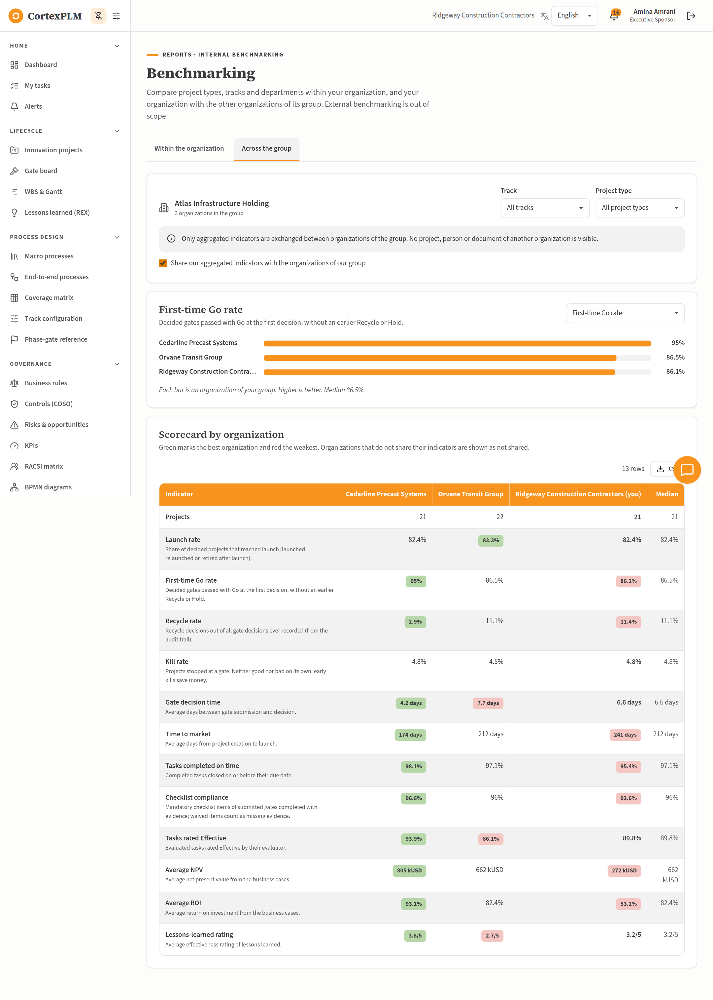 CortexPLM
Ridgeway Construction Contractors
English
16
Amina Amrani
Executive Sponsor
HOME
Dashboard
My tasks
Alerts
LIFECYCLE
Innovation projects
Gate board
WBS & Gantt
Lessons learned (REX)
PROCESS DESIGN
Macro processes
End-to-end processes
Coverage matrix
Track configuration
Phase-gate reference
GOVERNANCE
Business rules
Controls (COSO)
Risks & opportunities
KPIs
RACSI matrix
BPMN diagrams
REPORTS · INTERNAL BENCHMARKING
Benchmarking
Compare project types, tracks and departments within your organization, and your
organization with the other organizations of its group. External benchmarking is out of
scope.
Within the organization
Across the group
Atlas Infrastructure Holding
3 organizations in the group
Track
All tracks
Project type
All project types
Only aggregated indicators are exchanged between organizations of the group. No project, person or document of another organization is visible.
Share our aggregated indicators with the organizations of our group
First-time Go rate
Decided gates passed with Go at the first decision, without an earlier Recycle or Hold.
First-time Go rate
Cedarline Precast Systems 95%
Orvane Transit Group 86.5%
Ridgeway Construction Contra... 86.1%
Each bar is an organization of your group. Higher is better. Median 86.5%.
Scorecard by organization
Green marks the best organization and red the weakest. Organizations that do not share their indicators are shown as not shared.
13 rows
Indicator Cedarline Precast Systems Orvane Transit Group Ridgeway Construction Contractors (you) Median
Projects 21 22 21 21
Launch rate 82.4% 83.3% 82.4% 82.4%
Share of decided projects that reached launch (launched,
relaunched or retired after launch).
First-time Go rate 95% 86.5% 86.1% 86.5%
Decided gates passed with Go at the first decision, without an earlier
Recycle or Hold.
Recycle rate 2.9% 11.1% 11.4% 11.1%
Recycle decisions out of all gate decisions ever recorded (from the
audit trail).
Kill rate 4.8% 4.5% 4.8% 4.8%
Projects stopped at a gate. Neither good nor bad on its own: early
kills save money.
Gate decision time 4.2 days 7.7 days 6.6 days 6.6 days
Average days between gate submission and decision.
Time to market 174 days 212 days 241 days 212 days
Average days from project creation to launch.
Tasks completed on time 98.1% 97.1% 95.4% 97.1%
Completed tasks closed on or before their due date.
Checklist compliance 96.6% 96% 93.6% 96%
Mandatory checklist items of submitted gates completed with
evidence; waived items count as missing evidence.
Tasks rated Effective 93.9% 86.1% 89.8% 89.8%
Evaluated tasks rated Effective by their evaluator.
Average NPV 805 kUSD 662 kUSD 272 kUSD 662
kUSD
Average net present value from the business cases.
Average ROI 93.1% 82.4% 53.2% 82.4%
Average return on investment from the business cases.
Lessons-learned rating 3.8/5 2.7/5 3.2/5 3.2/5
Average effectiveness rating of lessons learned.